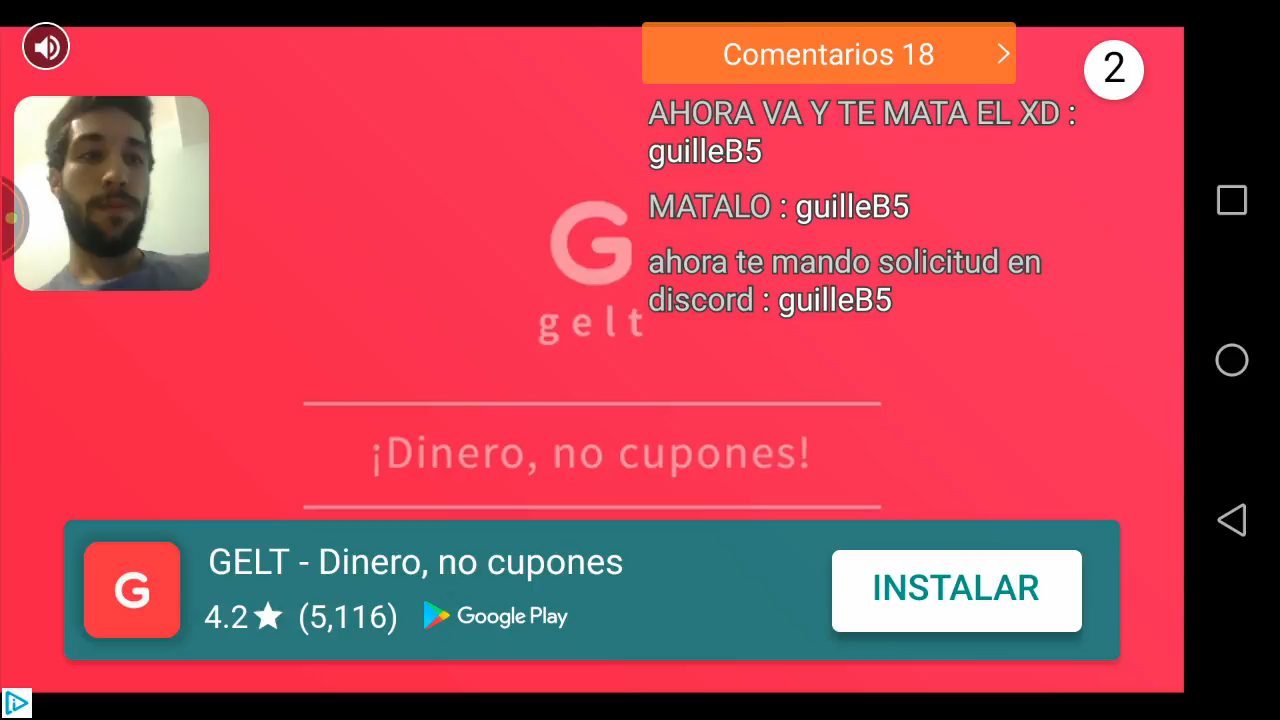 Comentarios 18
2
AHORA VA Y TE MATA EL XD :
guilleB5
MATALO : guilleB5
ahora te mando solicitud en
discord : guilleB5
G
gelt
¡Dinero, no cupones!
G
GELT - Dinero, no cupones
4.2★ (5,116) Google Play
INSTALAR